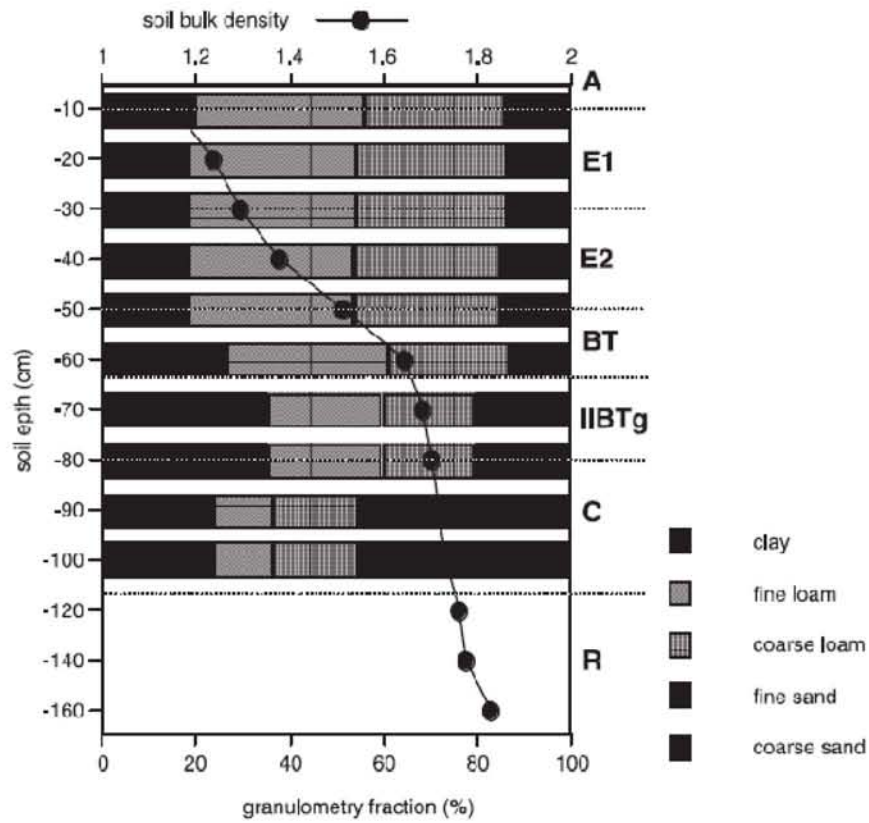 soil bulk density
1 1.2 1.4 1.6 1.8 2
A
-10
-20 E1
-30
-40 E2
-50
BT
-60
-70 IIBTg
-80
-90 C
-100
-120
-140 R
-160
soil epth (cm)
0 20 40 60 80 100
granulometry fraction (%)
clay
fine loam
coarse loam
fine sand
coarse sand